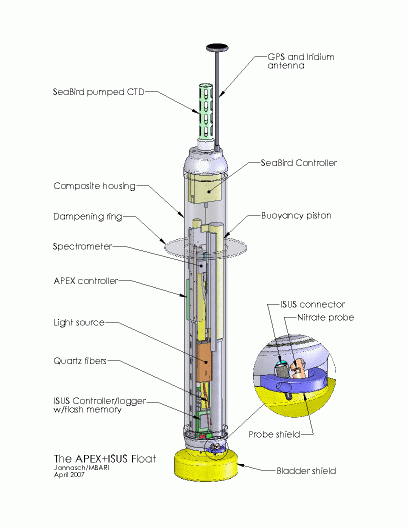 GPS and Iridium
antenna
SeaBird pumped CTD
SeaBird Controller
Composite housing
Dampening ring
Buoyancy piston
Spectrometer
APEX controller
ISUS connector
Nitrate probe
Light source
Quartz fibers
ISUS Controller/logger
w/flash memory
Probe shield
The APEX+ISUS Float
Jannasch/MBARI
April 2007
Bladder shield